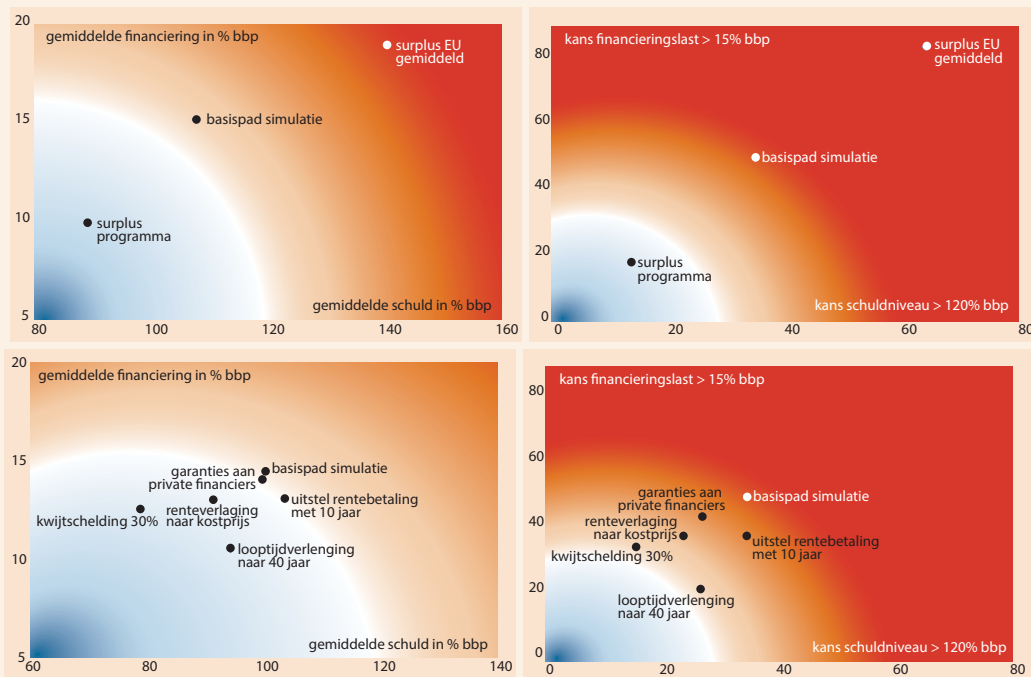 20
gemiddelde financiering in % bbp
surplus EU
gemiddeld
15
basispad simulatie
10
surplus
programma
gemiddelde schuld in % bbp
5
80 100 120 140 160
kans financieringslast > 15% bbp
80
surplus EU
gemiddeld
60
basispad simulatie
40
20
surplus
programma
kans schuldniveau > 120% bbp
0
0 20 40 60 80
20
gemiddelde financiering in % bbp
15
garanties aan
private financiers
basispad simulatie
kwijtschelding 30%
renteverlaging
naar kostprijs
uitstel rentebetaling
met 10 jaar
10
looptijdverlenging
naar 40 jaar
gemiddelde schuld in % bbp
5
60 80 100 120 140
kans financieringslast > 15% bbp
80
60
garanties aan
private financiers
basispad simulatie
40
renteverlaging
naar kostprijs
uitstel rentebetaling
met 10 jaar
kwijtschelding 30%
20
looptijdverlenging
naar 40 jaar
kans schuldniveau > 120% bbp
0
0 20 40 60 80